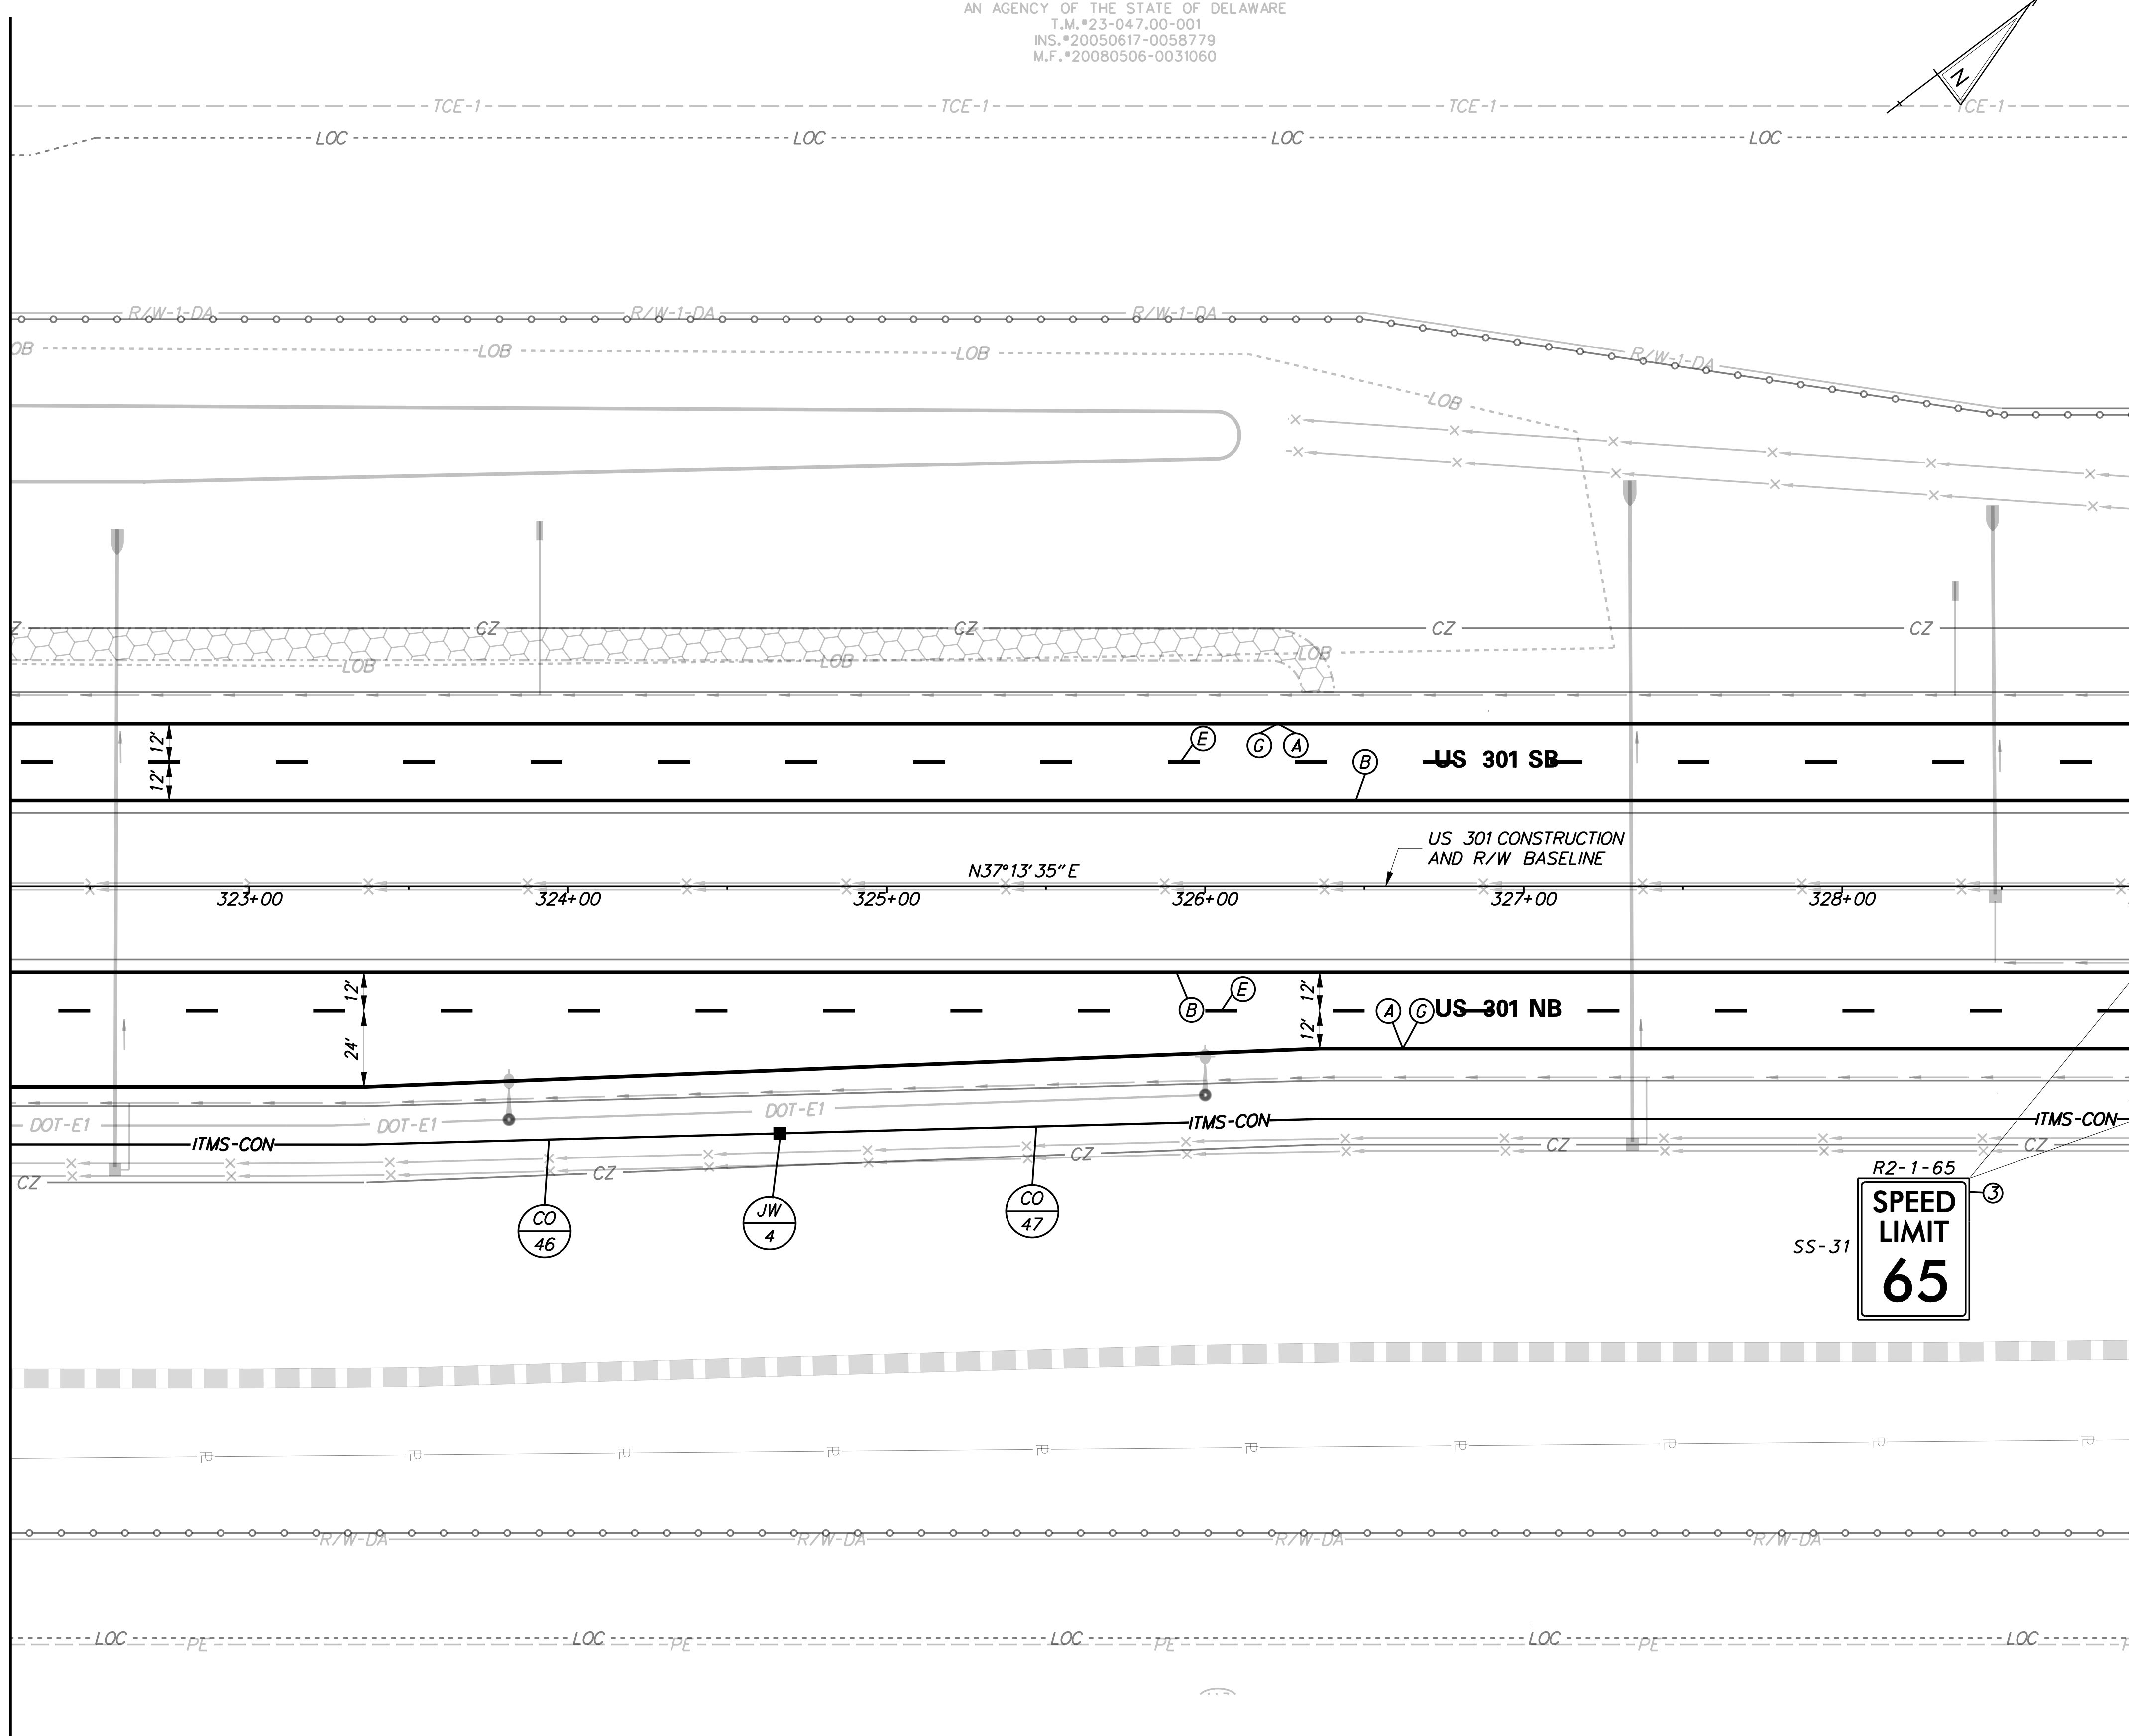 AN AGENCY OF THE STATE OF DELAWARE
T.M.#23-047.00-001
INS.#20050617-0058779
M.F.#20080506-0031060
N
TCE-1 TCE-1 TCE-1 TCE-1
LOC LOC LOC LOC
R/W-1-DA R/W-1-DA R/W-1-DA
R/W-1-DA
LOB LOB
LOB
CZ CZ CZ CZ
LOB LOB LOB
12'
12'
E
G A
B
US 301 SB
US 301 CONSTRUCTION
AND R/W BASELINE
N37°13'35"E
323+00 324+00 325+00 326+00 327+00 328+00
12'
24'
B
E
12'
12'
A G
US 301 NB
DOT-E1 DOT-E1 DOT-E1
ITMS-CON ITMS-CON ITMS-CON
CZ CZ CZ CZ CZ
CO
46
JW
4
CO
47
R2-1-65
3
SPEED
LIMIT
65
SS-31
R/W-DA R/W-DA R/W-DA R/W-DA
LOC LOC LOC LOC LOC
PE PE PE PE